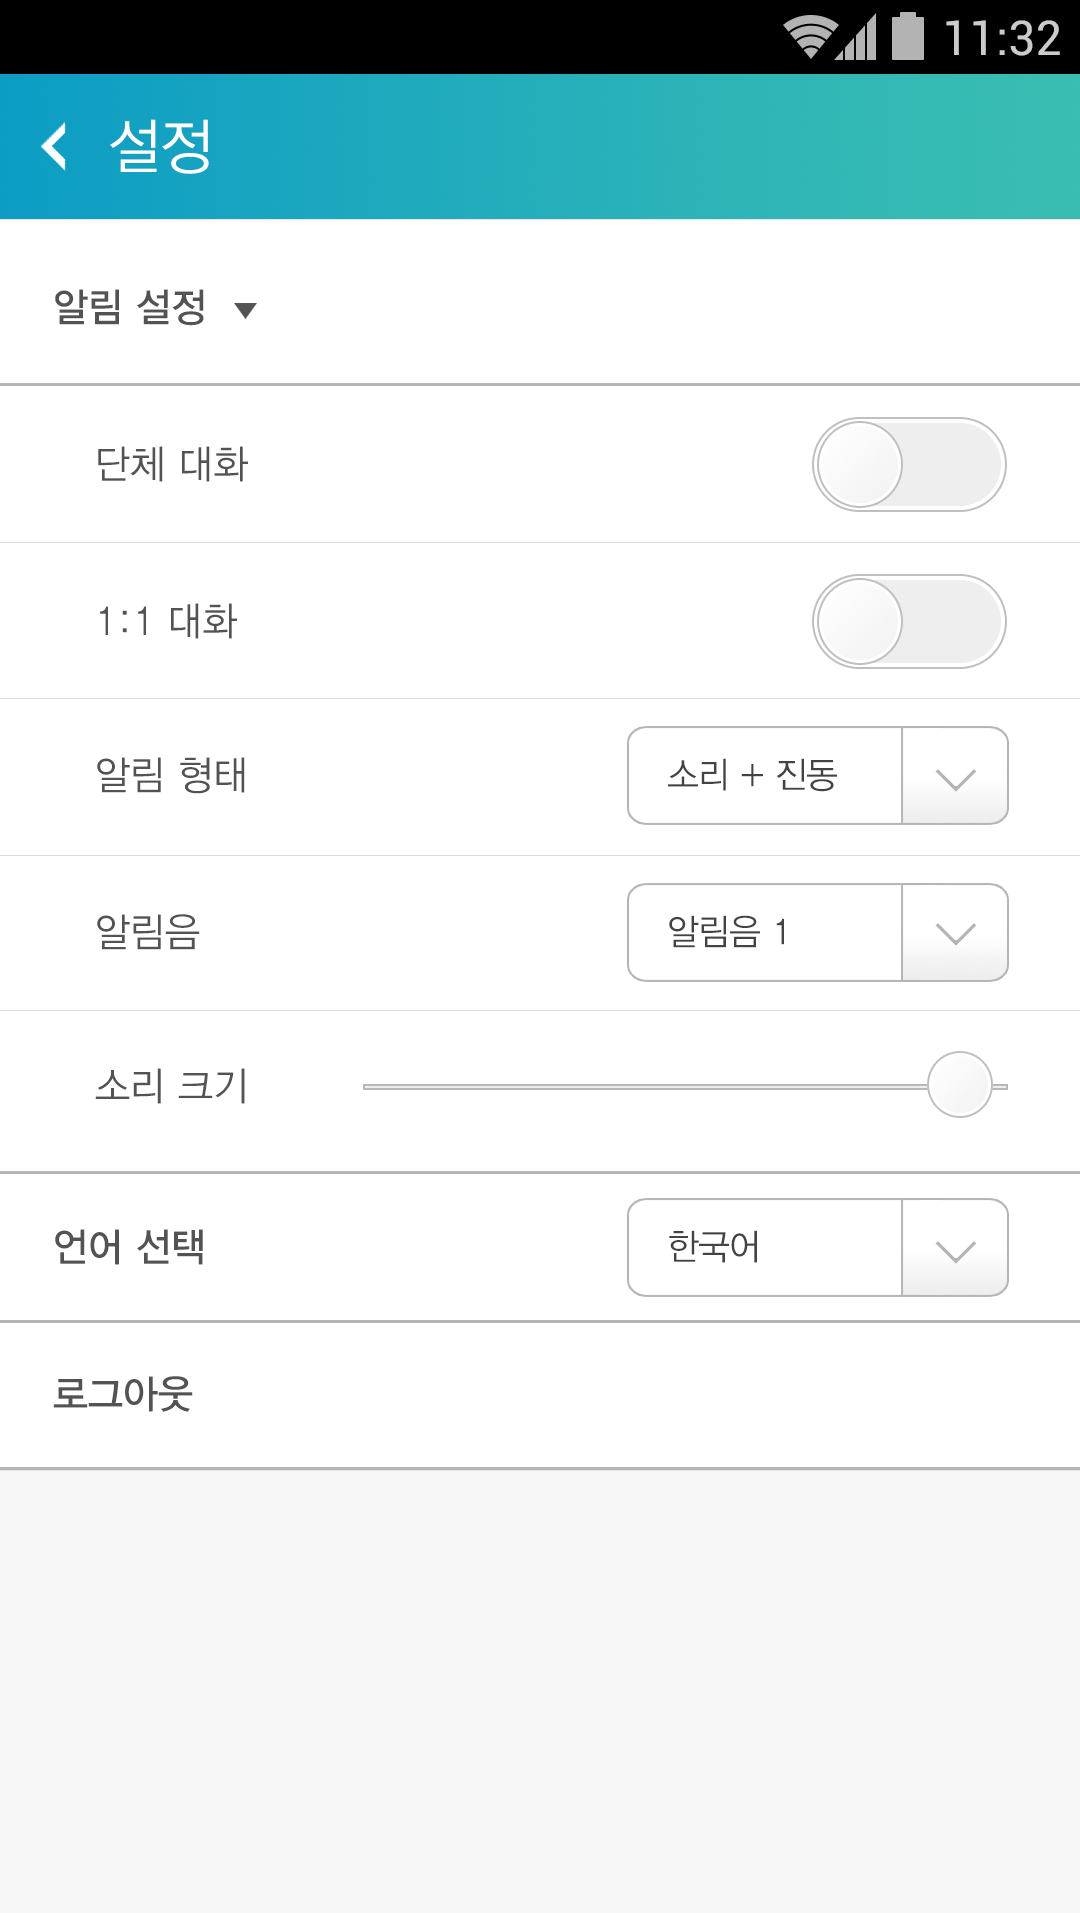 11:32
설정
알림 설정
단체 대화
1:1 대화
알림 형태
소리 + 진동
알림음
알림음 1
소리 크기
언어 선택
한국어
로그아웃